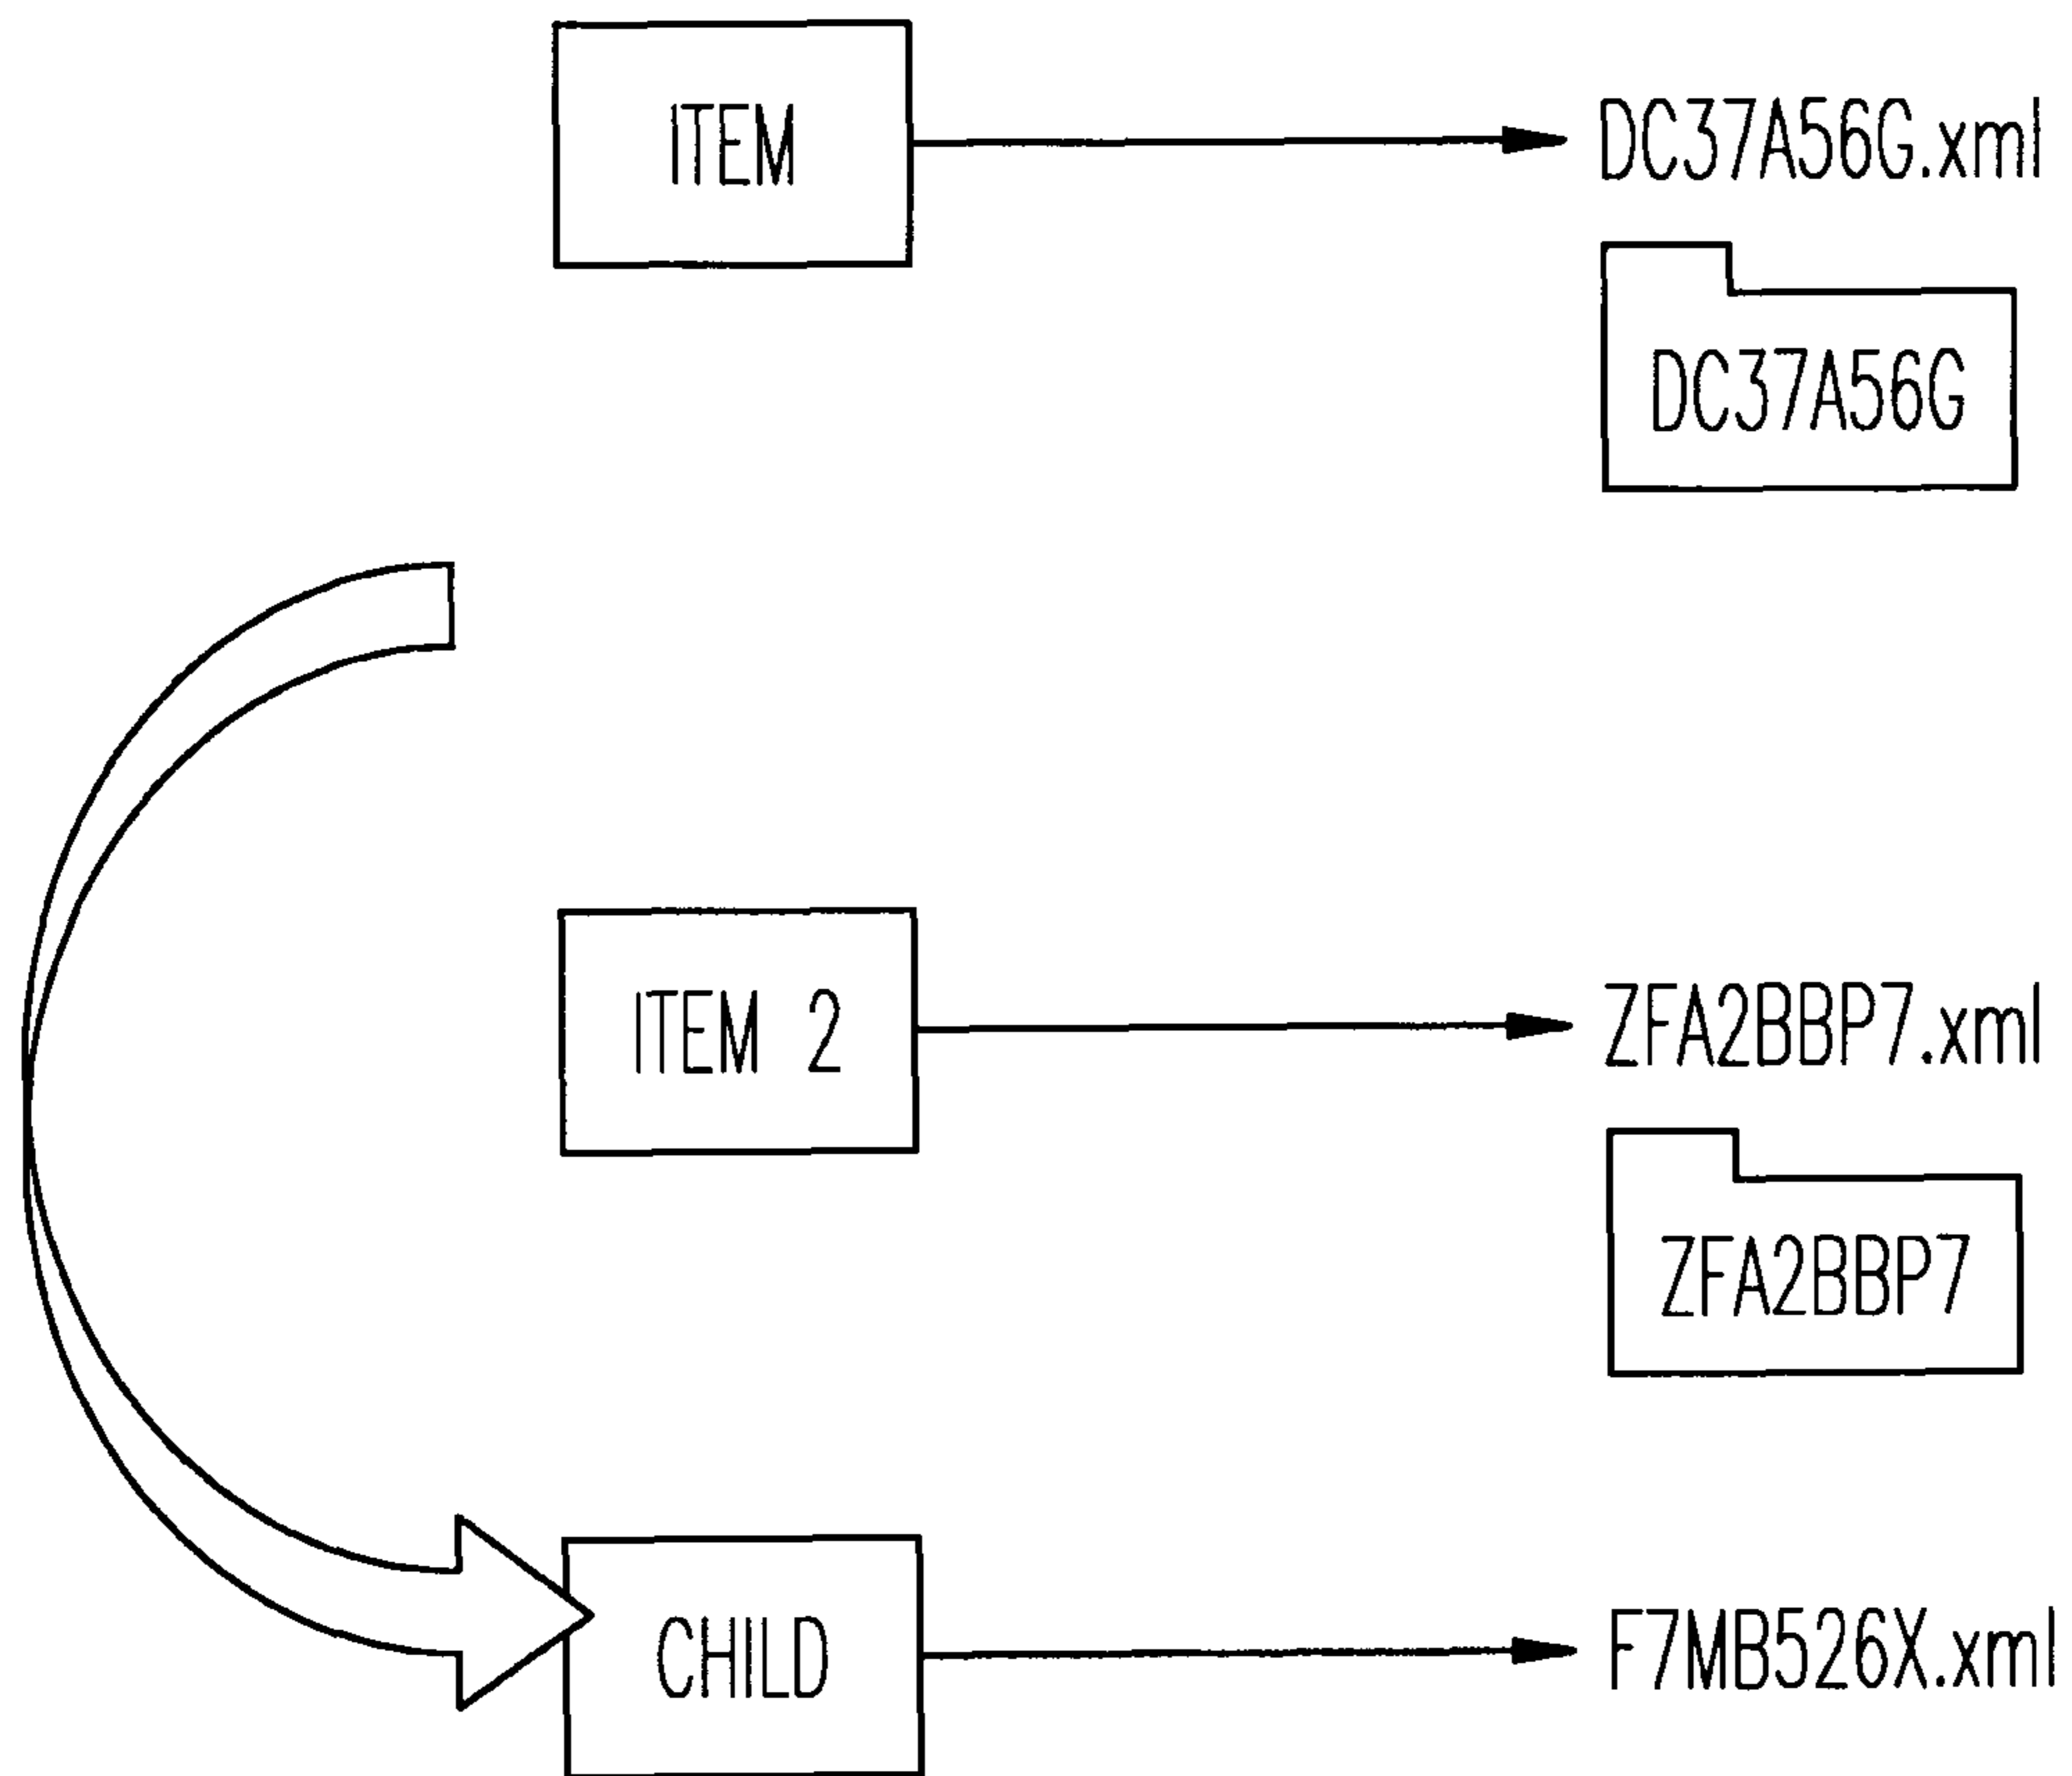 ITEM
DC37A56G.xml
DC37A56G
ITEM 2
ZFA2BBP7.xml
ZFA2BBP7
CHILD
F7MB526X.xml